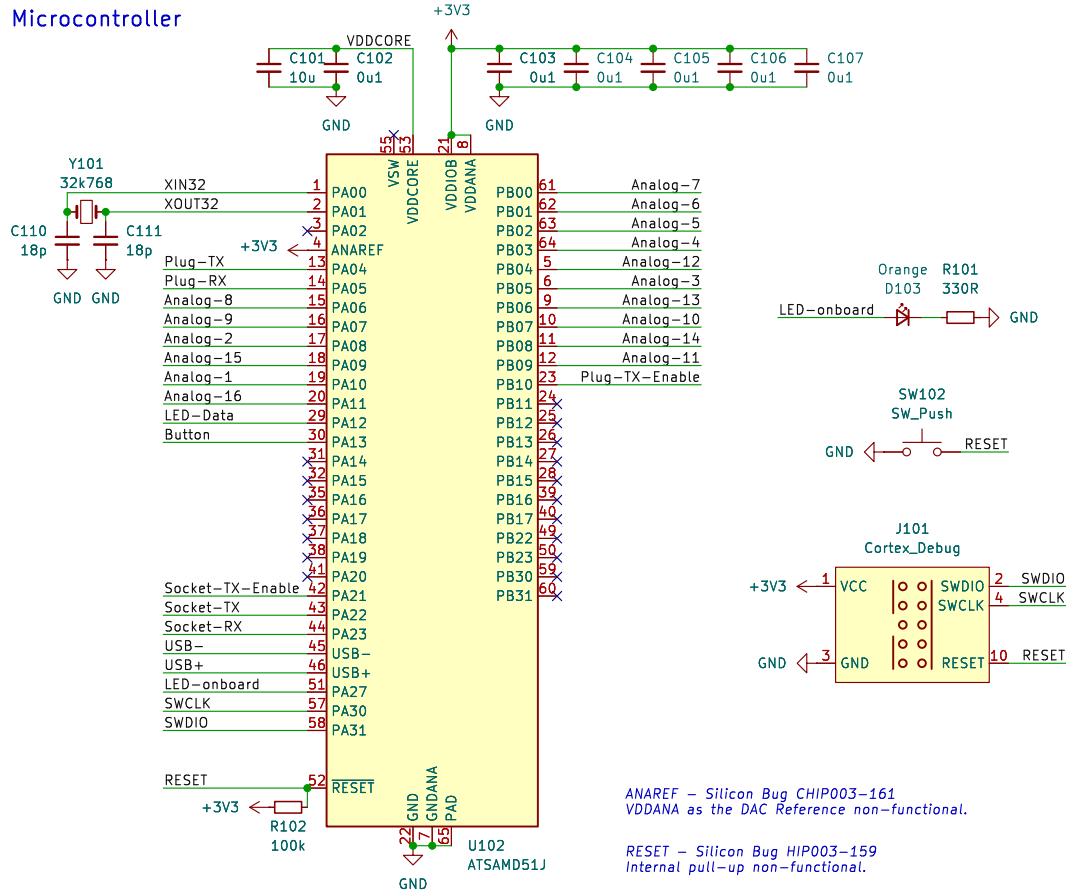 Microcontroller
+3V3
VDDCORE
C101
10u
C102
0u1
C103
0u1
C104
0u1
C105
0u1
C106
0u1
C107
0u1
GND
GND
55
53
21
8
VSW
VDDCORE
VDDIOB
VDDANA
Y101
32k768
C110
18p
C111
18p
GND
GND
XIN32 1 PA00
XOUT32 2 PA01
3 PA02
+3V3 4 ANAREF
Plug-TX 13 PA04
Plug-RX 14 PA05
Analog-8 15 PA06
Analog-9 16 PA07
Analog-2 17 PA08
Analog-15 18 PA09
Analog-1 19 PA10
Analog-16 20 PA11
LED-Data 29 PA12
Button 30 PA13
31 PA14
32 PA15
35 PA16
36 PA17
37 PA18
38 PA19
41 PA20
Socket-TX-Enable 42 PA21
Socket-TX 43 PA22
Socket-RX 44 PA23
USB- 45 USB-
USB+ 46 USB+
LED-onboard 51 PA27
SWCLK 57 PA30
SWDIO 58 PA31
RESET 52 RESET
+3V3
R102
100k
PB00 61 Analog-7
PB01 62 Analog-6
PB02 63 Analog-5
PB03 64 Analog-4
PB04 5 Analog-12
PB05 6 Analog-3
PB06 9 Analog-13
PB07 10 Analog-10
PB08 11 Analog-14
PB09 12 Analog-11
PB10 23 Plug-TX-Enable
PB11 24
PB12 25
PB13 26
PB14 27
PB15 28
PB16 39
PB17 40
PB22 49
PB23 50
PB30 59
PB31 60
GND
GNDANA
PAD
22
7
65
GND
U102
ATSAMD51J
Orange
D103
R101
330R
LED-onboard
GND
SW102
SW_Push
GND
RESET
J101
Cortex_Debug
+3V3 1 VCC
SWDIO 2 SWDIO
SWCLK 4 SWCLK
GND 3 GND
RESET 10 RESET
ANAREF - Silicon Bug CHIP003-161
VDDANA as the DAC Reference non-functional.
RESET - Silicon Bug HIP003-159
Internal pull-up non-functional.